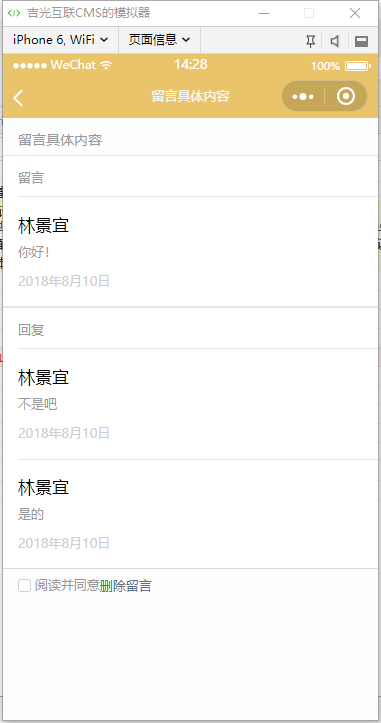 吉光互联CMS的模拟器
iPhone 6, WiFi 页面信息
WeChat 14:28 100%
留言具体内容
留言具体内容
留言
林景宜
你好!
2018年8月10日
回复
林景宜
不是吧
2018年8月10日
林景宜
是的
2018年8月10日
阅读并同意删除留言